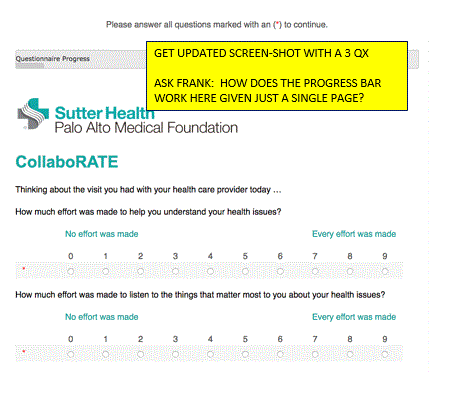 Please answer all questions marked with an (*) to continue.
Questionnaire Progress
GET UPDATED SCREEN-SHOT WITH A 3 QX
ASK FRANK: HOW DOES THE PROGRESS BAR
WORK HERE GIVEN JUST A SINGLE PAGE?
Sutter Health
Palo Alto Medical Foundation
CollaboRATE
Thinking about the visit you had with your health care provider today ...
How much effort was made to help you understand your health issues?
No effort was made Every effort was made
0 1 2 3 4 5 6 7 8 9
*
How much effort was made to listen to the things that matter most to you about your health issues?
No effort was made Every effort was made
0 1 2 3 4 5 6 7 8 9
*